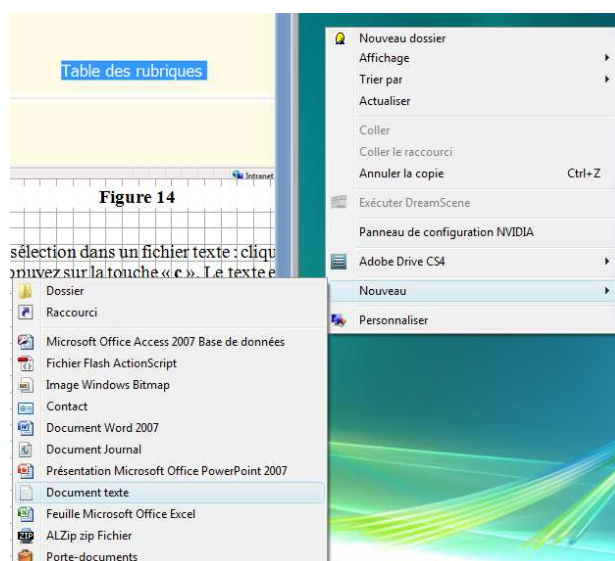 Table des rubriques
Intranet
Figure 14
sélection dans un fichier texte : cliqu
puyez sur la touche « c ». Le texte e
Nouveau dossier
Affichage
Trier par
Actualiser
Coller
Coller le raccourci
Annuler la copie Ctrl+Z
Exécuter DreamScene
Panneau de configuration NVIDIA
Adobe Drive CS4
Nouveau
Personnaliser
Dossier
Raccourci
Microsoft Office Access 2007 Base de données
Fichier Flash ActionScript
Image Windows Bitmap
Contact
Document Word 2007
Document Journal
Présentation Microsoft Office PowerPoint 2007
Document texte
Feuille Microsoft Office Excel
ALZip zip Fichier
Porte-documents